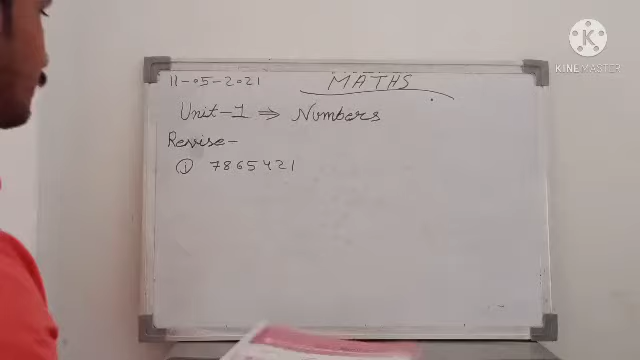 11-05-2021 MATHS
Unit-1 ⇒ Numbers
Revise-
① 7865421
KINEMASTER